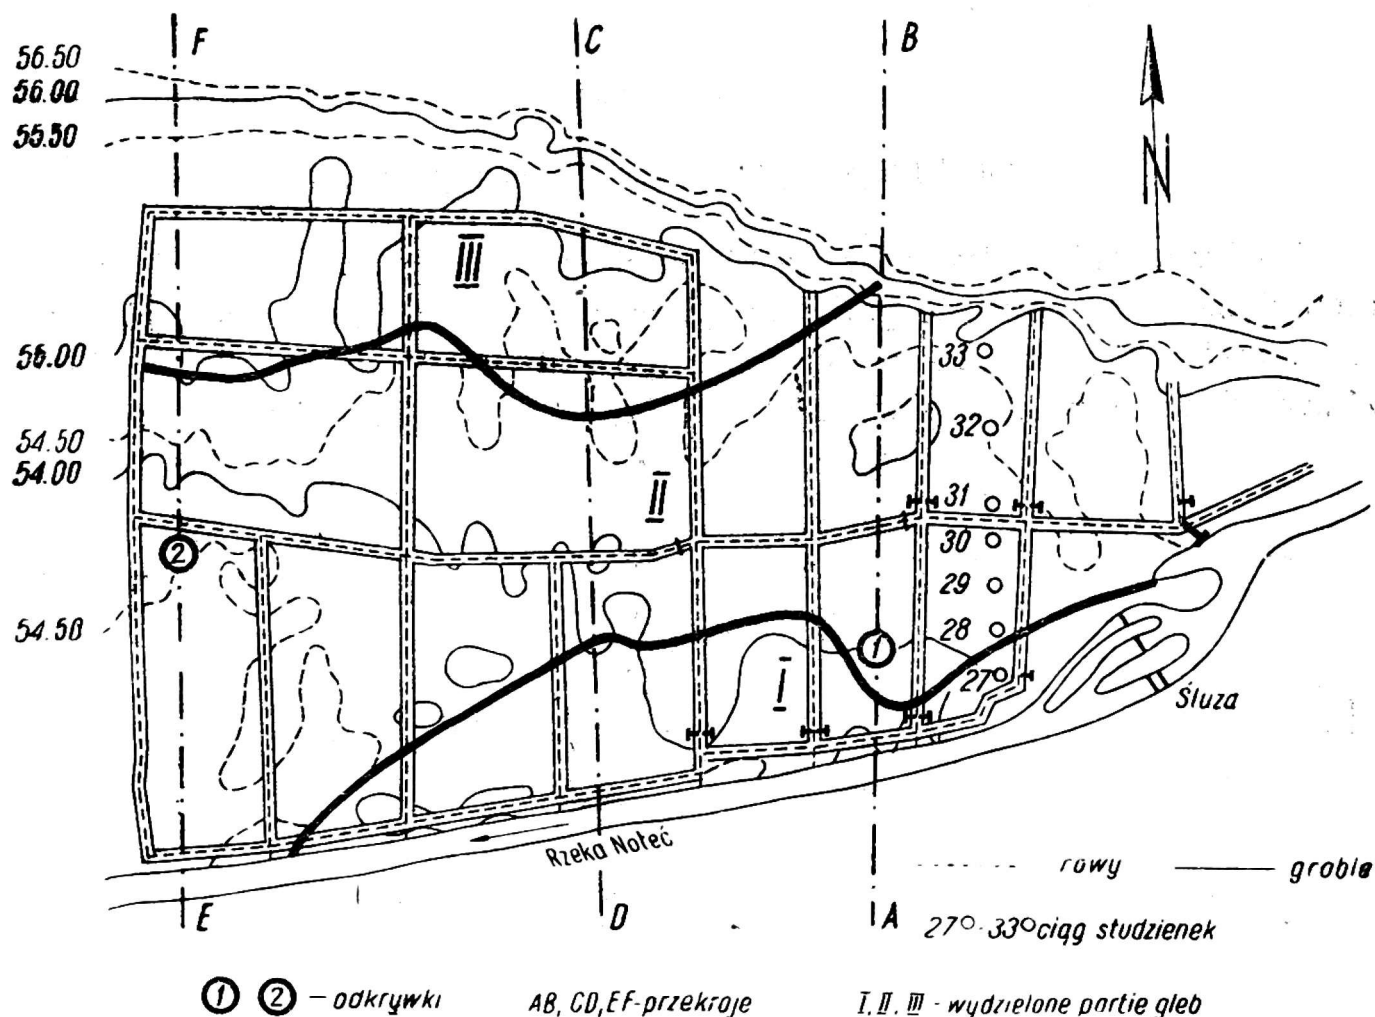 F C B
56.50
56.00
55.50
N
III
33
56.00
32
54.50
54.00
II
31
30
2
29
54.50
28
1
I
27
Śluza
Rzeka Noteć
rowy groble
E D A
27 33 ciąg studzienek
1 2 – odkrywki AB, CD, EF-przekroje I, II, III - wydzielone partie gleb